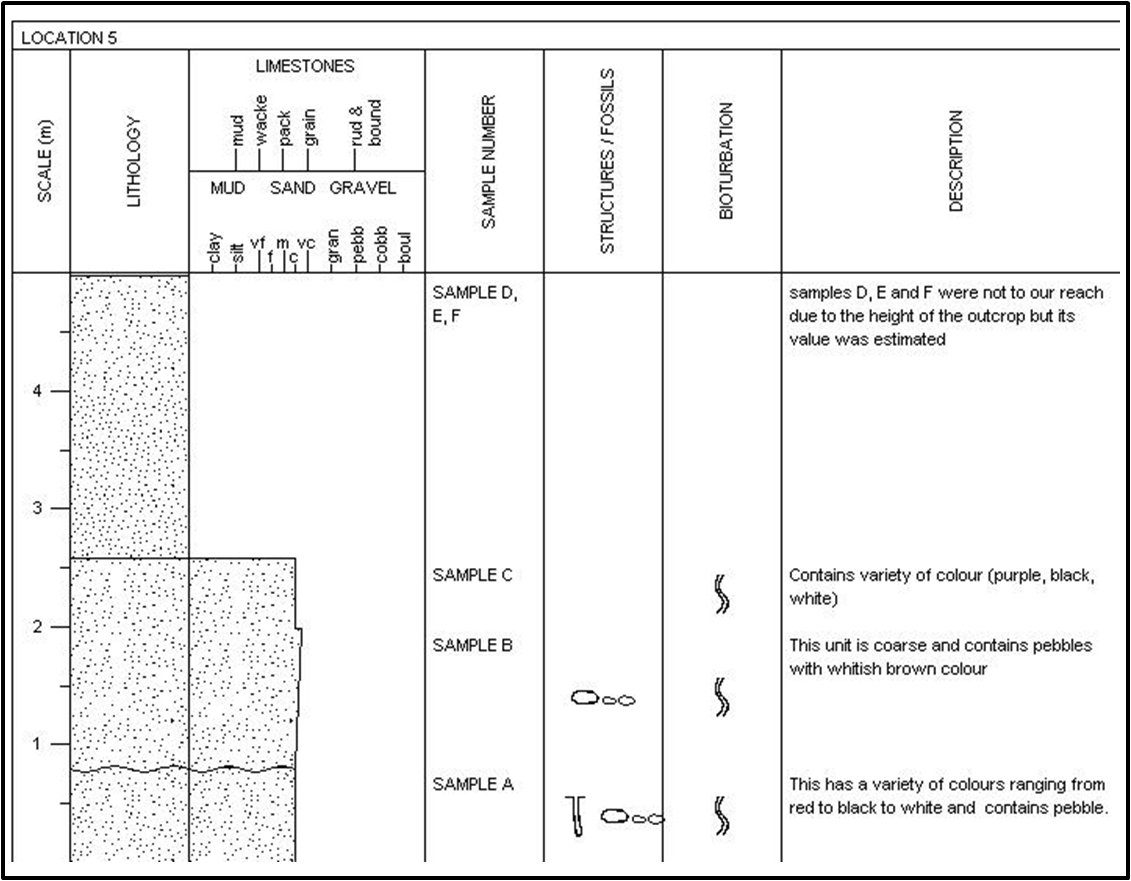 LOCATION 5
SCALE (m)
LITHOLOGY
LIMESTONES
mud
wacke
pack
grain
rud &
bound
MUD
SAND
GRAVEL
clay
silt
vf
f
m
c
vc
gran
pebb
cobb
boul
SAMPLE NUMBER
STRUCTURES / FOSSILS
BIOTURBATION
DESCRIPTION
SAMPLE D,
E, F
samples D, E and F were not to our reach
due to the height of the outcrop but its
value was estimated
4
3
SAMPLE C
Contains variety of colour (purple, black,
white)
2
SAMPLE B
This unit is coarse and contains pebbles
with whitish brown colour
1
SAMPLE A
This has a variety of colours ranging from
red to black to white and contains pebble.